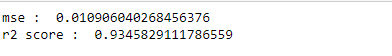 mse :  0.010906040268456376
r2 score :  0.9345829111786559